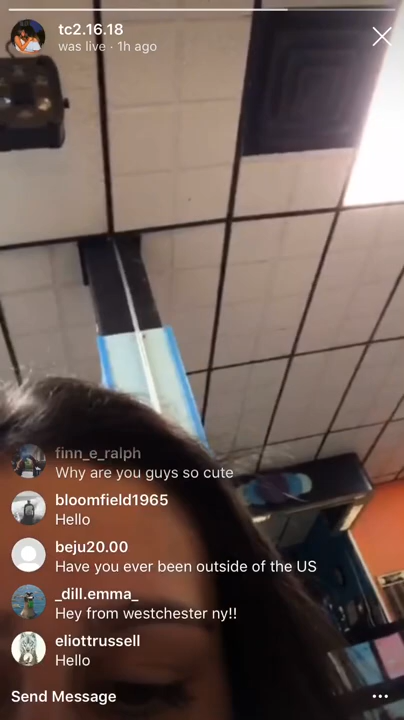 tc2.16.18
was live · 1h ago
finn_e_ralph
Why are you guys so cute
bloomfield1965
Hello
beju20.00
Have you ever been outside of the US
_dill.emma_
Hey from westchester ny!!
eliottrussell
Hello
Send Message